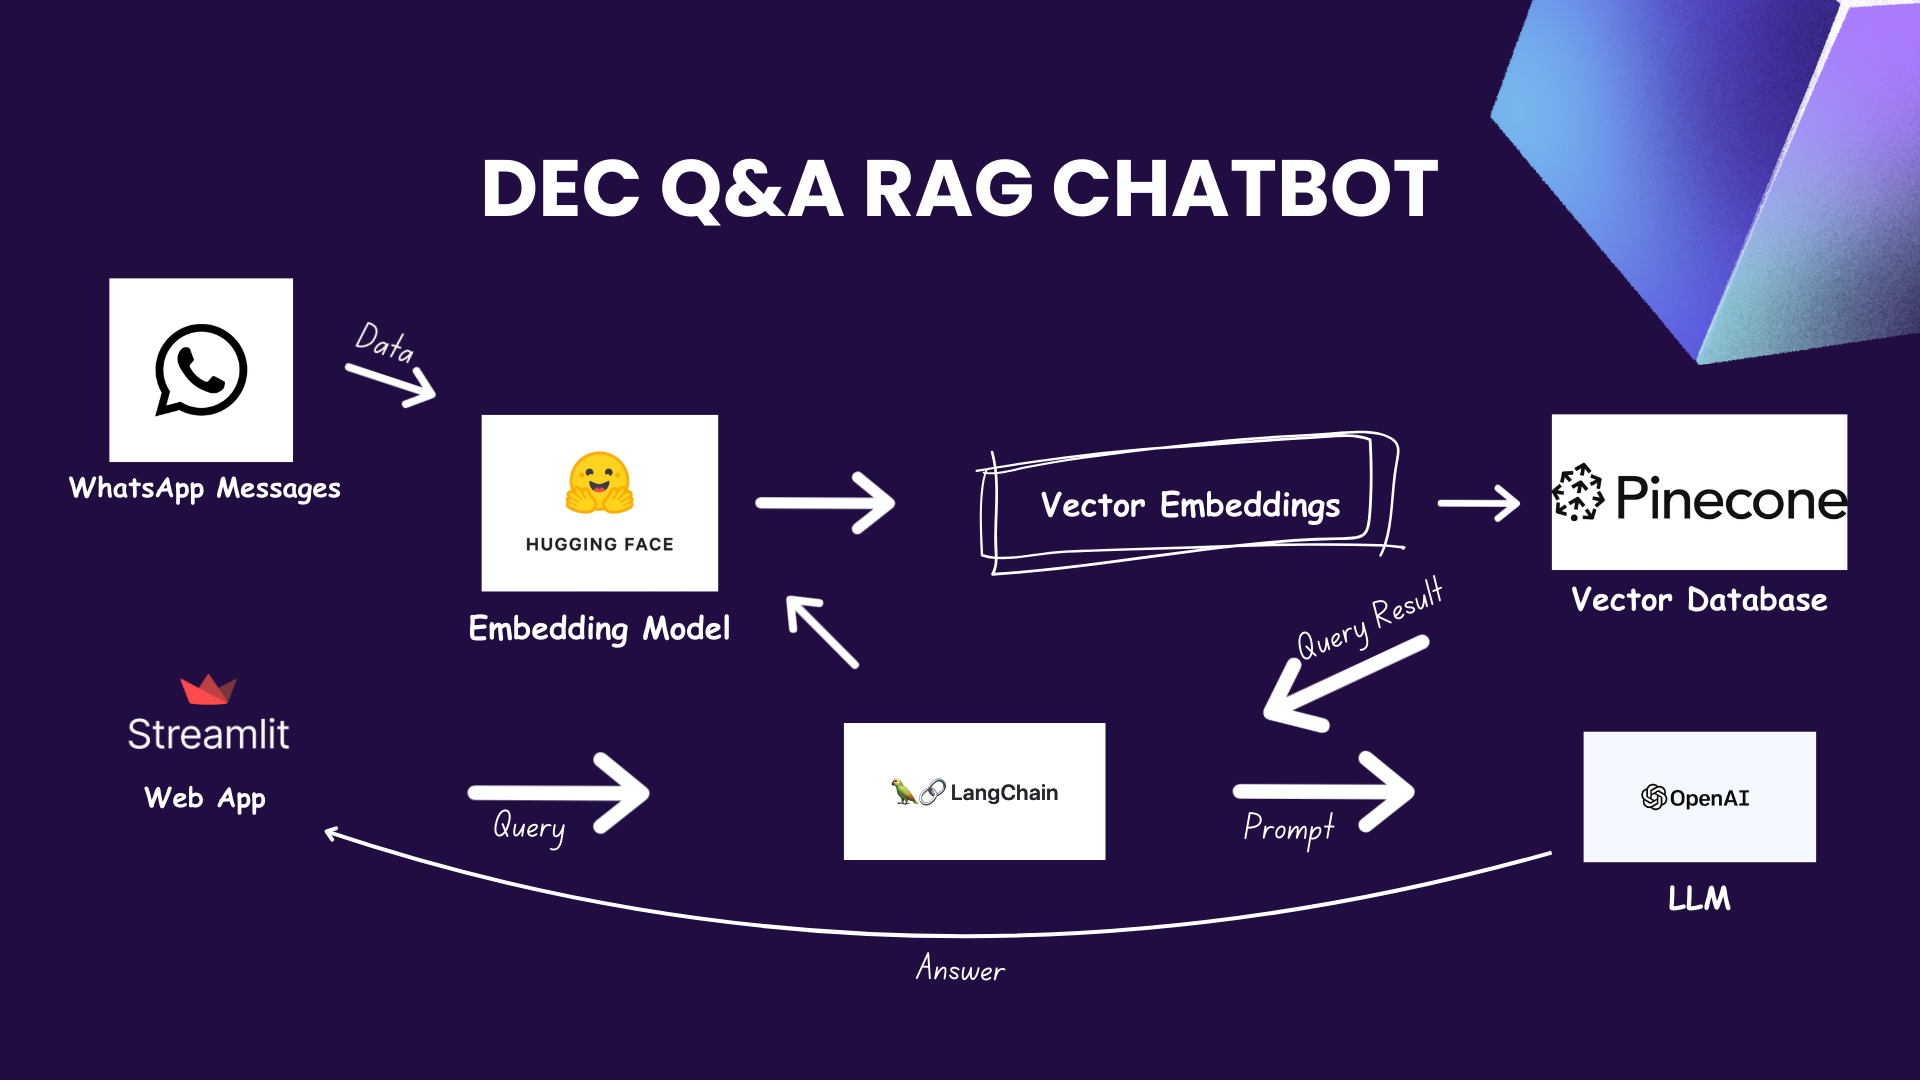 DEC Q&A RAG CHATBOT
Data
WhatsApp Messages
HUGGING FACE
Embedding Model
Vector Embeddings
Pinecone
Vector Database
Query Result
Streamlit
Web App
Query
LangChain
Prompt
OpenAI
LLM
Answer